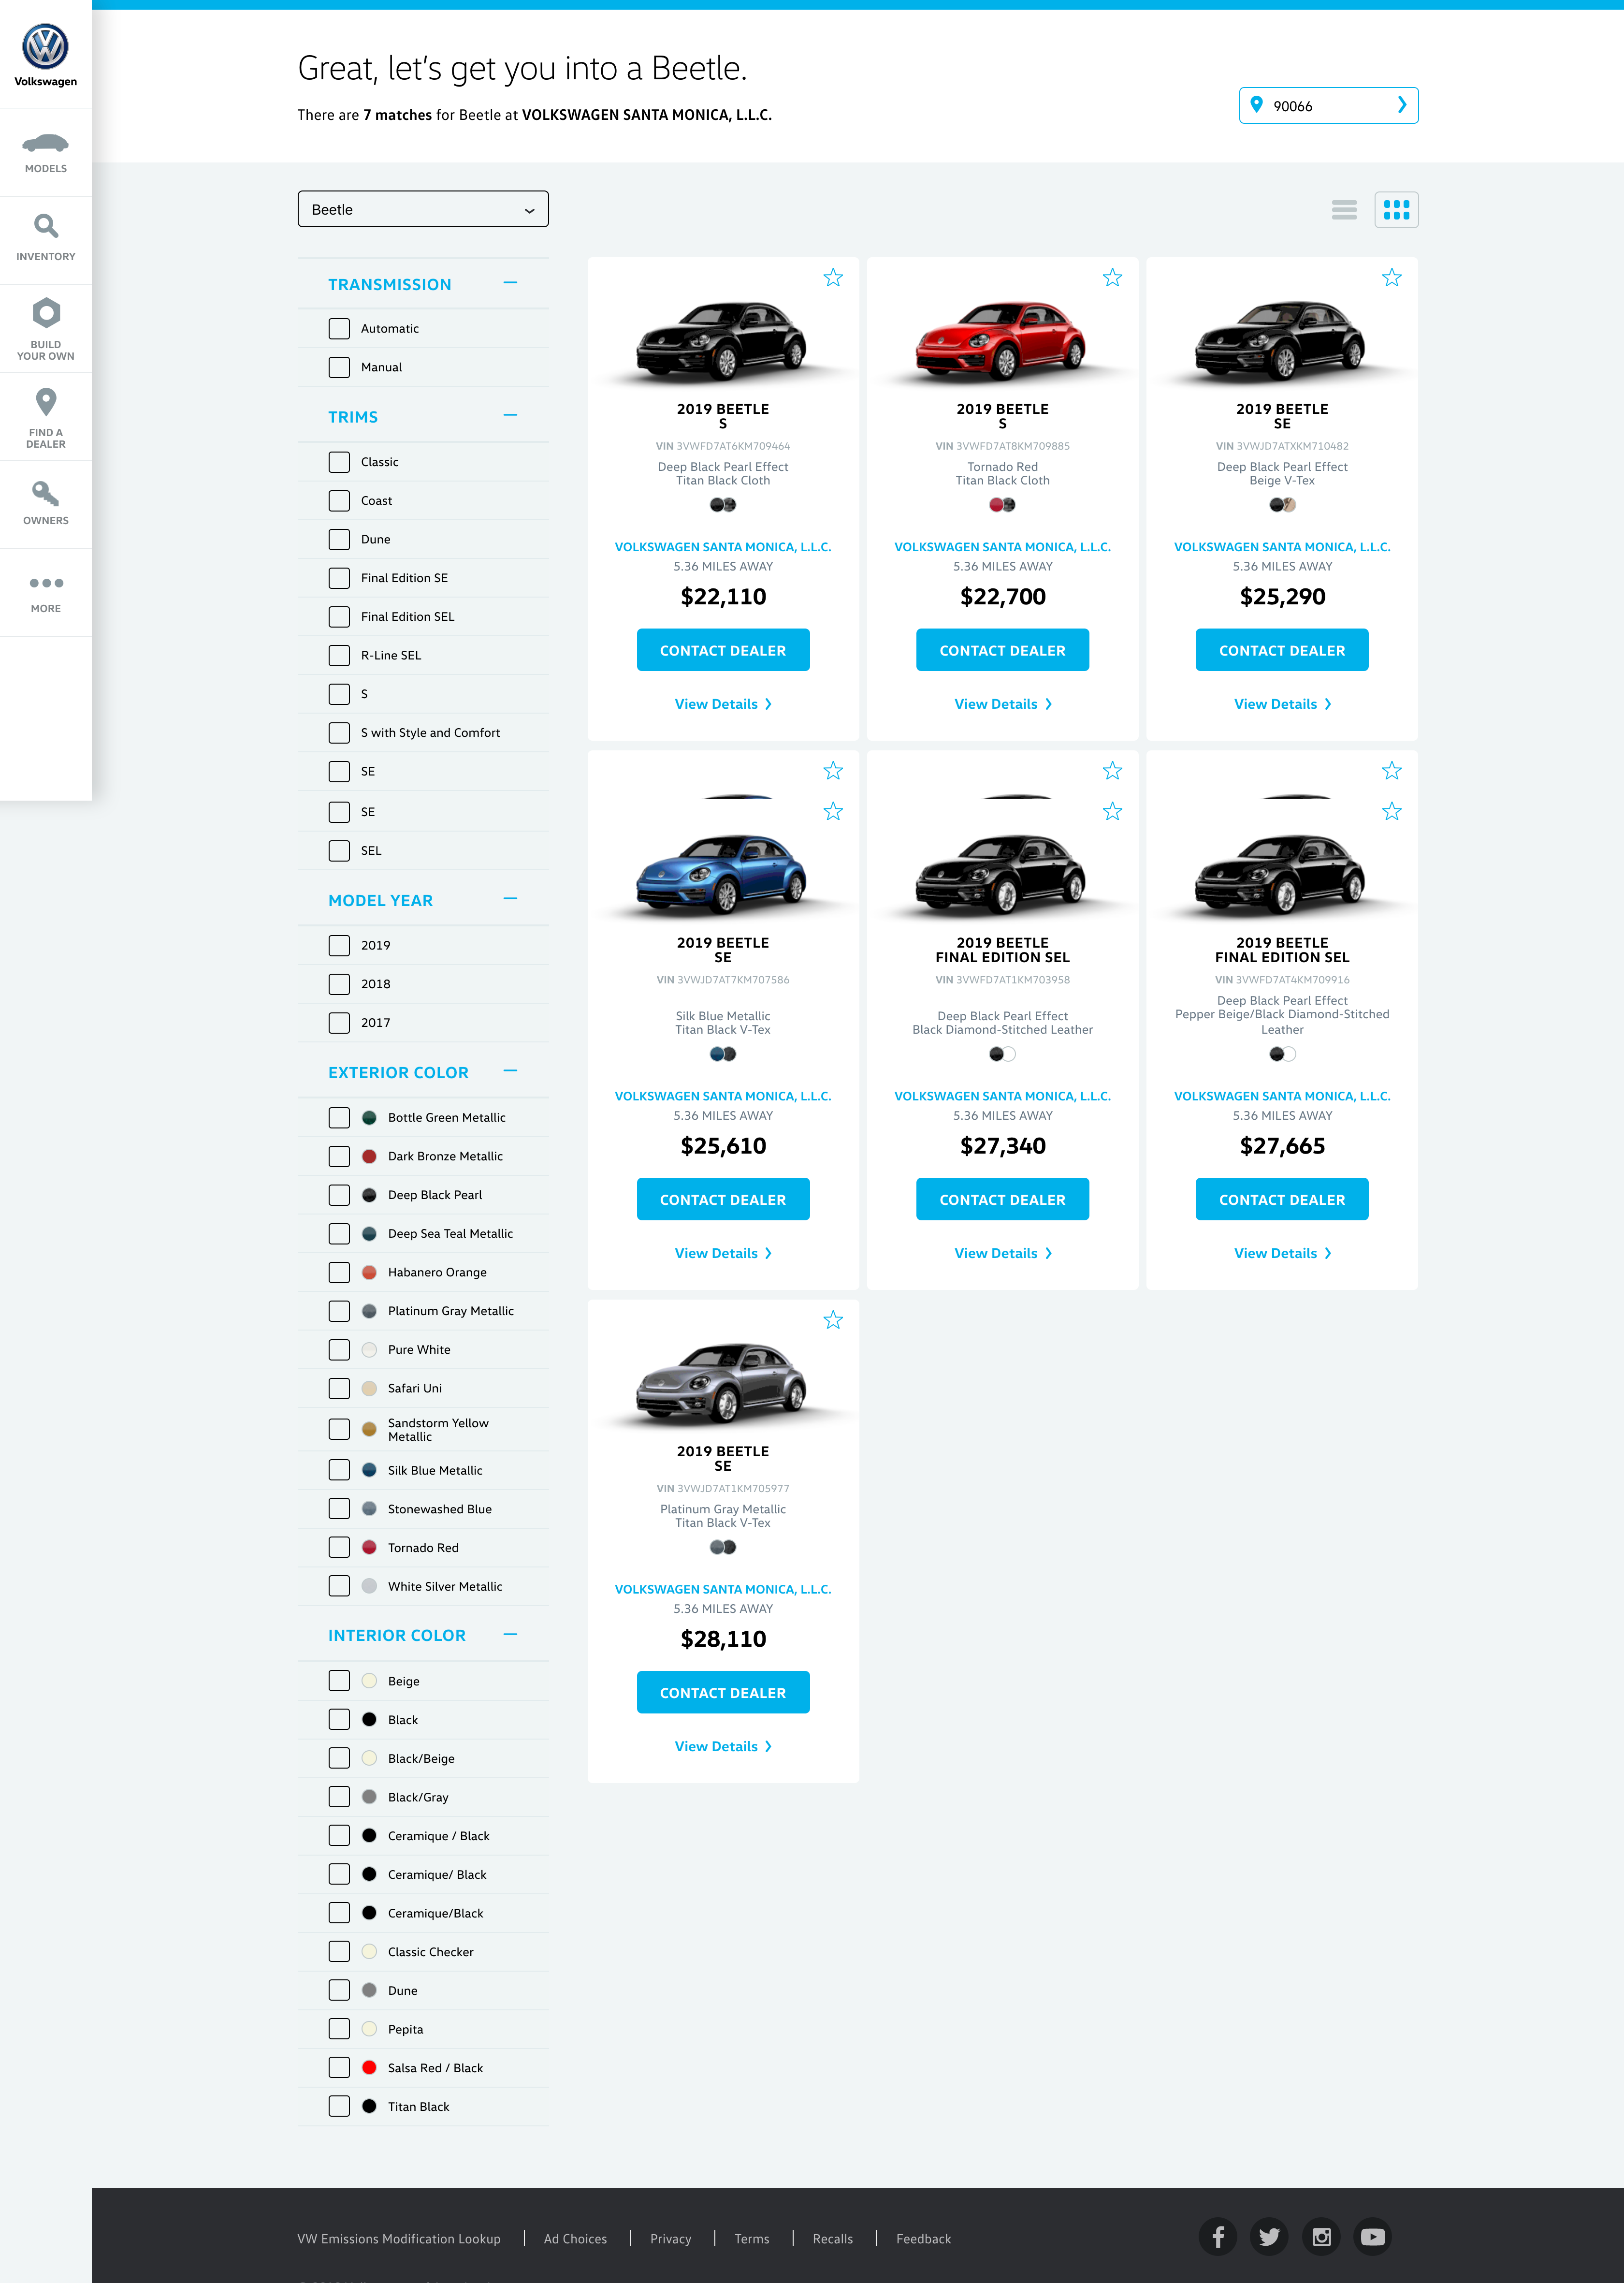 Volkswagen
MODELS
INVENTORY
BUILD
YOUR OWN
FIND A
DEALER
OWNERS
MORE
Great, let's get you into a Beetle.
There are 7 matches for Beetle at VOLKSWAGEN SANTA MONICA, L.L.C.
90066
Beetle
TRANSMISSION
Automatic
Manual
TRIMS
Classic
Coast
Dune
Final Edition SE
Final Edition SEL
R-Line SEL
S
S with Style and Comfort
SE
SE
SEL
MODEL YEAR
2019
2018
2017
EXTERIOR COLOR
Bottle Green Metallic
Dark Bronze Metallic
Deep Black Pearl
Deep Sea Teal Metallic
Habanero Orange
Platinum Gray Metallic
Pure White
Safari Uni
Sandstorm Yellow
Metallic
Silk Blue Metallic
Stonewashed Blue
Tornado Red
White Silver Metallic
INTERIOR COLOR
Beige
Black
Black/Beige
Black/Gray
Ceramique / Black
Ceramique/ Black
Ceramique/Black
Classic Checker
Dune
Pepita
Salsa Red / Black
Titan Black
2019 BEETLE
S
VIN 3VWFD7AT6KM709464
Deep Black Pearl Effect
Titan Black Cloth
VOLKSWAGEN SANTA MONICA, L.L.C.
5.36 MILES AWAY
$22,110
CONTACT DEALER
View Details
2019 BEETLE
S
VIN 3VWFD7AT8KM709885
Tornado Red
Titan Black Cloth
VOLKSWAGEN SANTA MONICA, L.L.C.
5.36 MILES AWAY
$22,700
CONTACT DEALER
View Details
2019 BEETLE
SE
VIN 3VWJD7ATXKM710482
Deep Black Pearl Effect
Beige V-Tex
VOLKSWAGEN SANTA MONICA, L.L.C.
5.36 MILES AWAY
$25,290
CONTACT DEALER
View Details
2019 BEETLE
SE
VIN 3VWJD7AT7KM707586
Silk Blue Metallic
Titan Black V-Tex
VOLKSWAGEN SANTA MONICA, L.L.C.
5.36 MILES AWAY
$25,610
CONTACT DEALER
View Details
2019 BEETLE
FINAL EDITION SEL
VIN 3VWFD7AT1KM703958
Deep Black Pearl Effect
Black Diamond-Stitched Leather
VOLKSWAGEN SANTA MONICA, L.L.C.
5.36 MILES AWAY
$27,340
CONTACT DEALER
View Details
2019 BEETLE
FINAL EDITION SEL
VIN 3VWFD7AT4KM709916
Deep Black Pearl Effect
Pepper Beige/Black Diamond-Stitched
Leather
VOLKSWAGEN SANTA MONICA, L.L.C.
5.36 MILES AWAY
$27,665
CONTACT DEALER
View Details
2019 BEETLE
SE
VIN 3VWJD7AT1KM705977
Platinum Gray Metallic
Titan Black V-Tex
VOLKSWAGEN SANTA MONICA, L.L.C.
5.36 MILES AWAY
$28,110
CONTACT DEALER
View Details
VW Emissions Modification Lookup
Ad Choices
Privacy
Terms
Recalls
Feedback